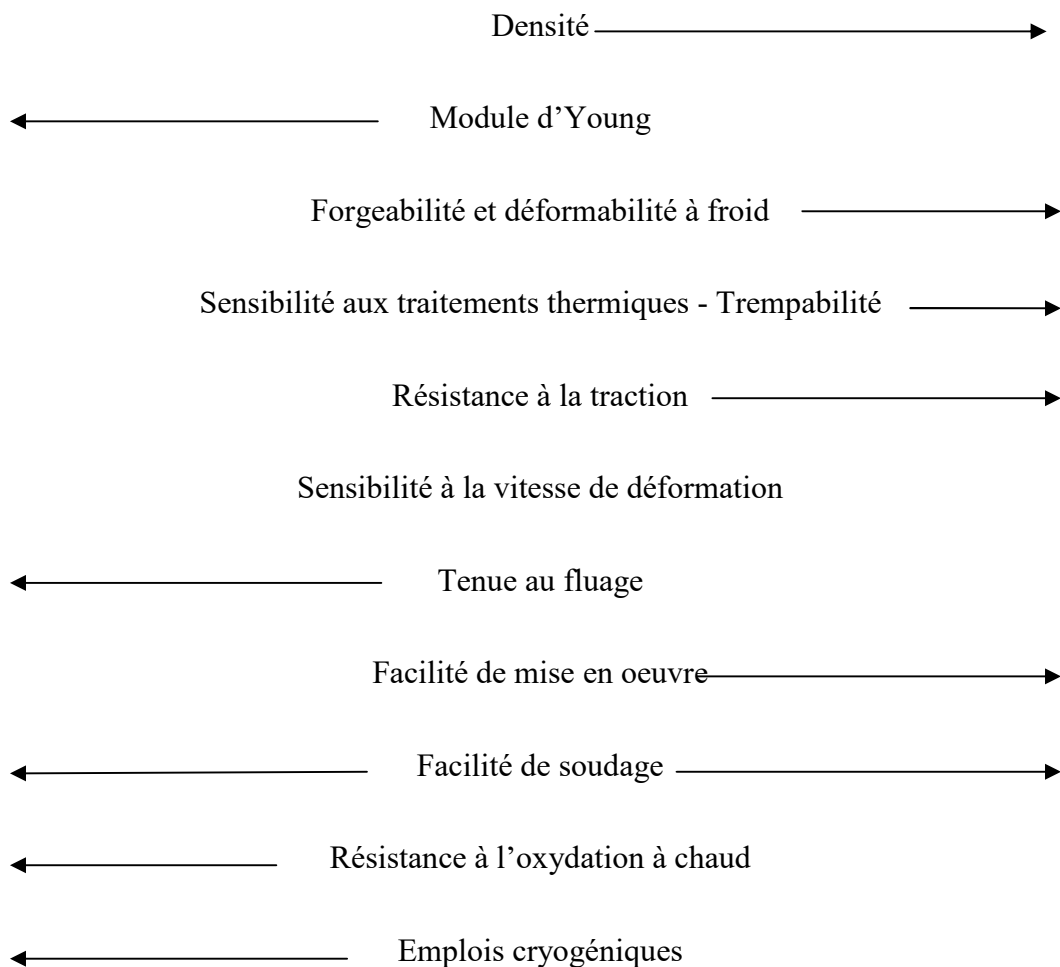 Densité
Module d’Young
Forgeabilité et déformabilité à froid
Sensibilité aux traitements thermiques - Trempabilité
Résistance à la traction
Sensibilité à la vitesse de déformation
Tenue au fluage
Facilité de mise en oeuvre
Facilité de soudage
Résistance à l’oxydation à chaud
Emplois cryogéniques